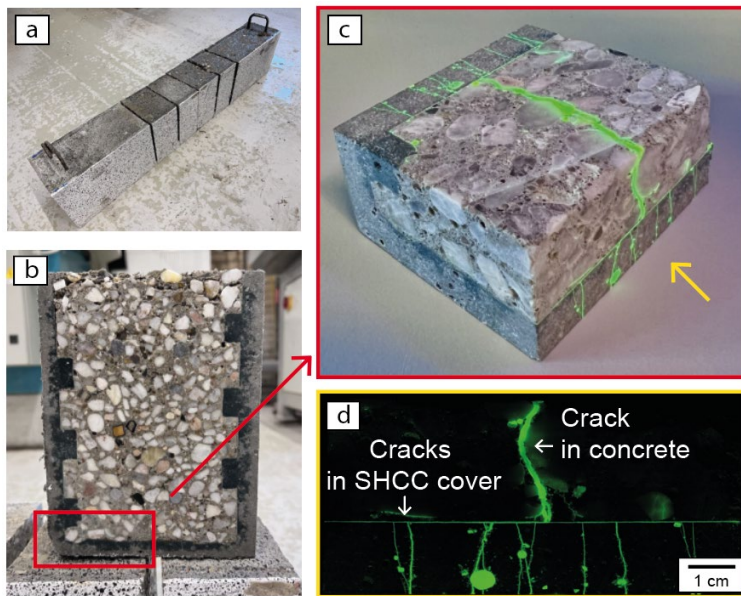 a
b
c
d
Crack
in concrete
Cracks
in SHCC cover
1 cm